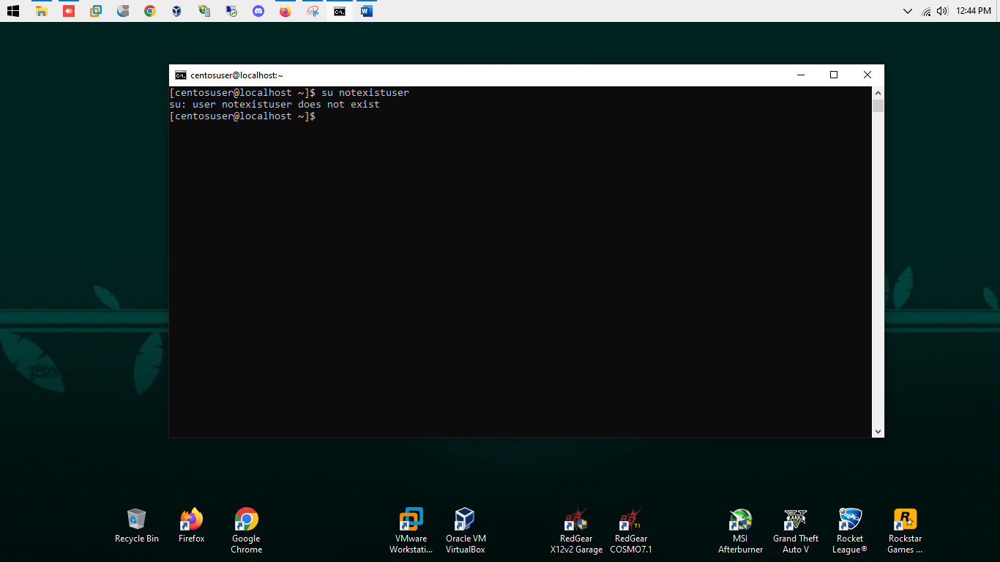 12:44 PM
centosuser@localhost:~
[centosuser@localhost ~]$ su notexistuser
su: user notexistuser does not exist
[centosuser@localhost ~]$
Recycle Bin
Firefox
Google
Chrome
VMware
Workstati...
Oracle VM
VirtualBox
RedGear
X12v2 Garage
RedGear
COSMO7.1
MSI
Afterburner
Grand Theft
Auto V
Rocket
League®
Rockstar
Games ...